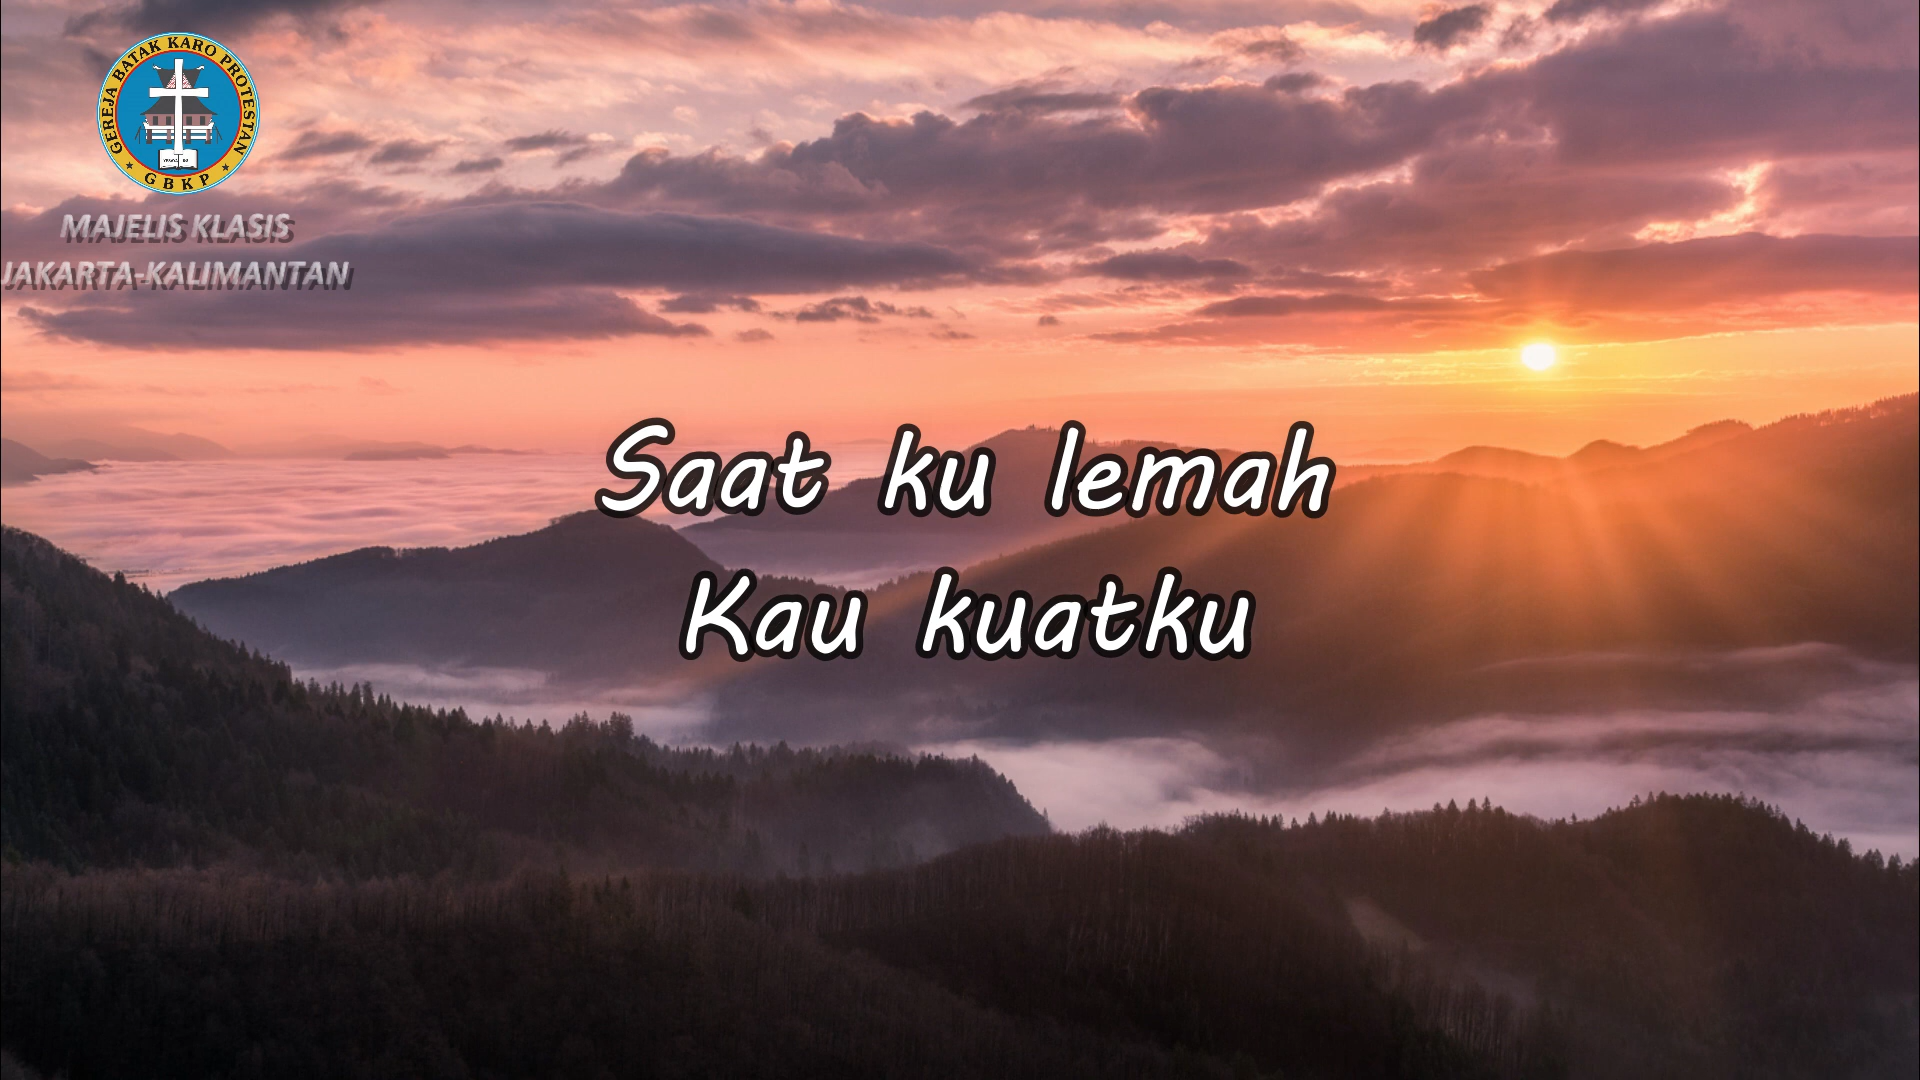 GEREJA BATAK KARO PROTESTAN
GBKP
MAJELIS KLASIS
JAKARTA-KALIMANTAN
Saat ku lemah
Kau kuatku